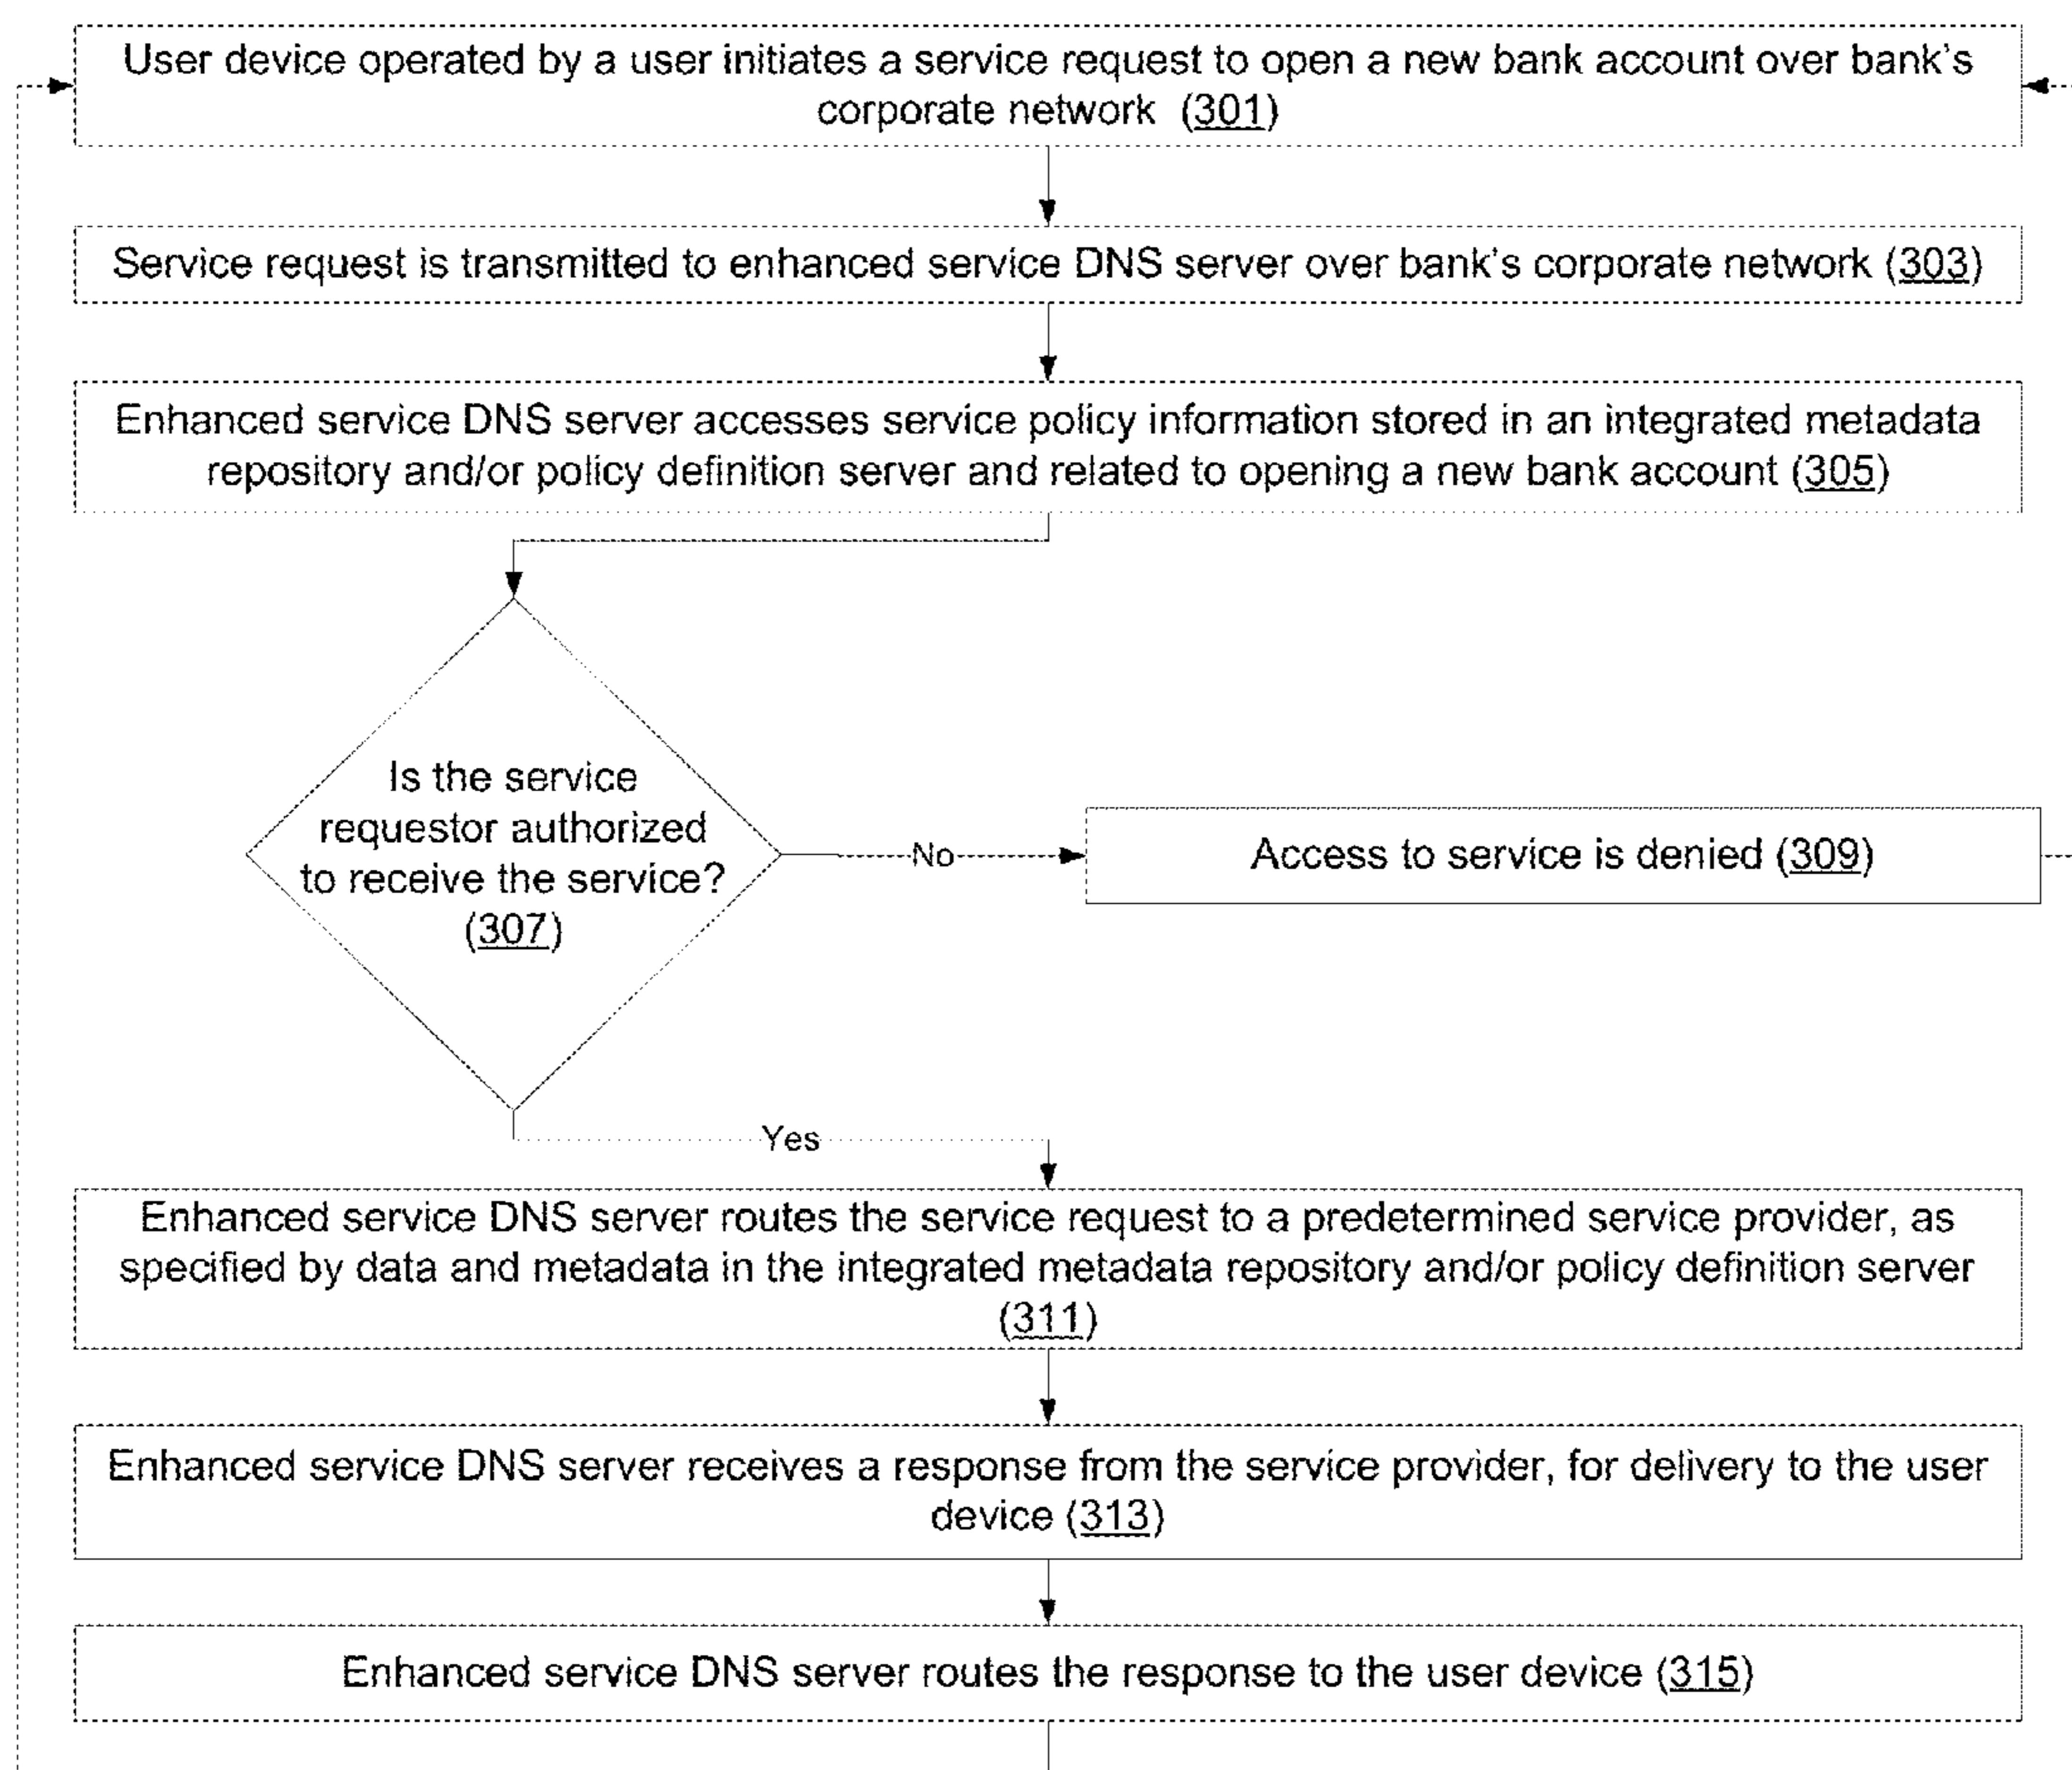 User device operated by a user initiates a service request to open a new bank account over bank's
corporate network (301)
Service request is transmitted to enhanced service DNS server over bank's corporate network (303)
Enhanced service DNS server accesses service policy information stored in an integrated metadata
repository and/or policy definition server and related to opening a new bank account (305)
Is the service
requestor authorized
to receive the service?
(307)
No
Access to service is denied (309)
Yes
Enhanced service DNS server routes the service request to a predetermined service provider, as
specified by data and metadata in the integrated metadata repository and/or policy definition server
(311)
Enhanced service DNS server receives a response from the service provider, for delivery to the user
device (313)
Enhanced service DNS server routes the response to the user device (315)